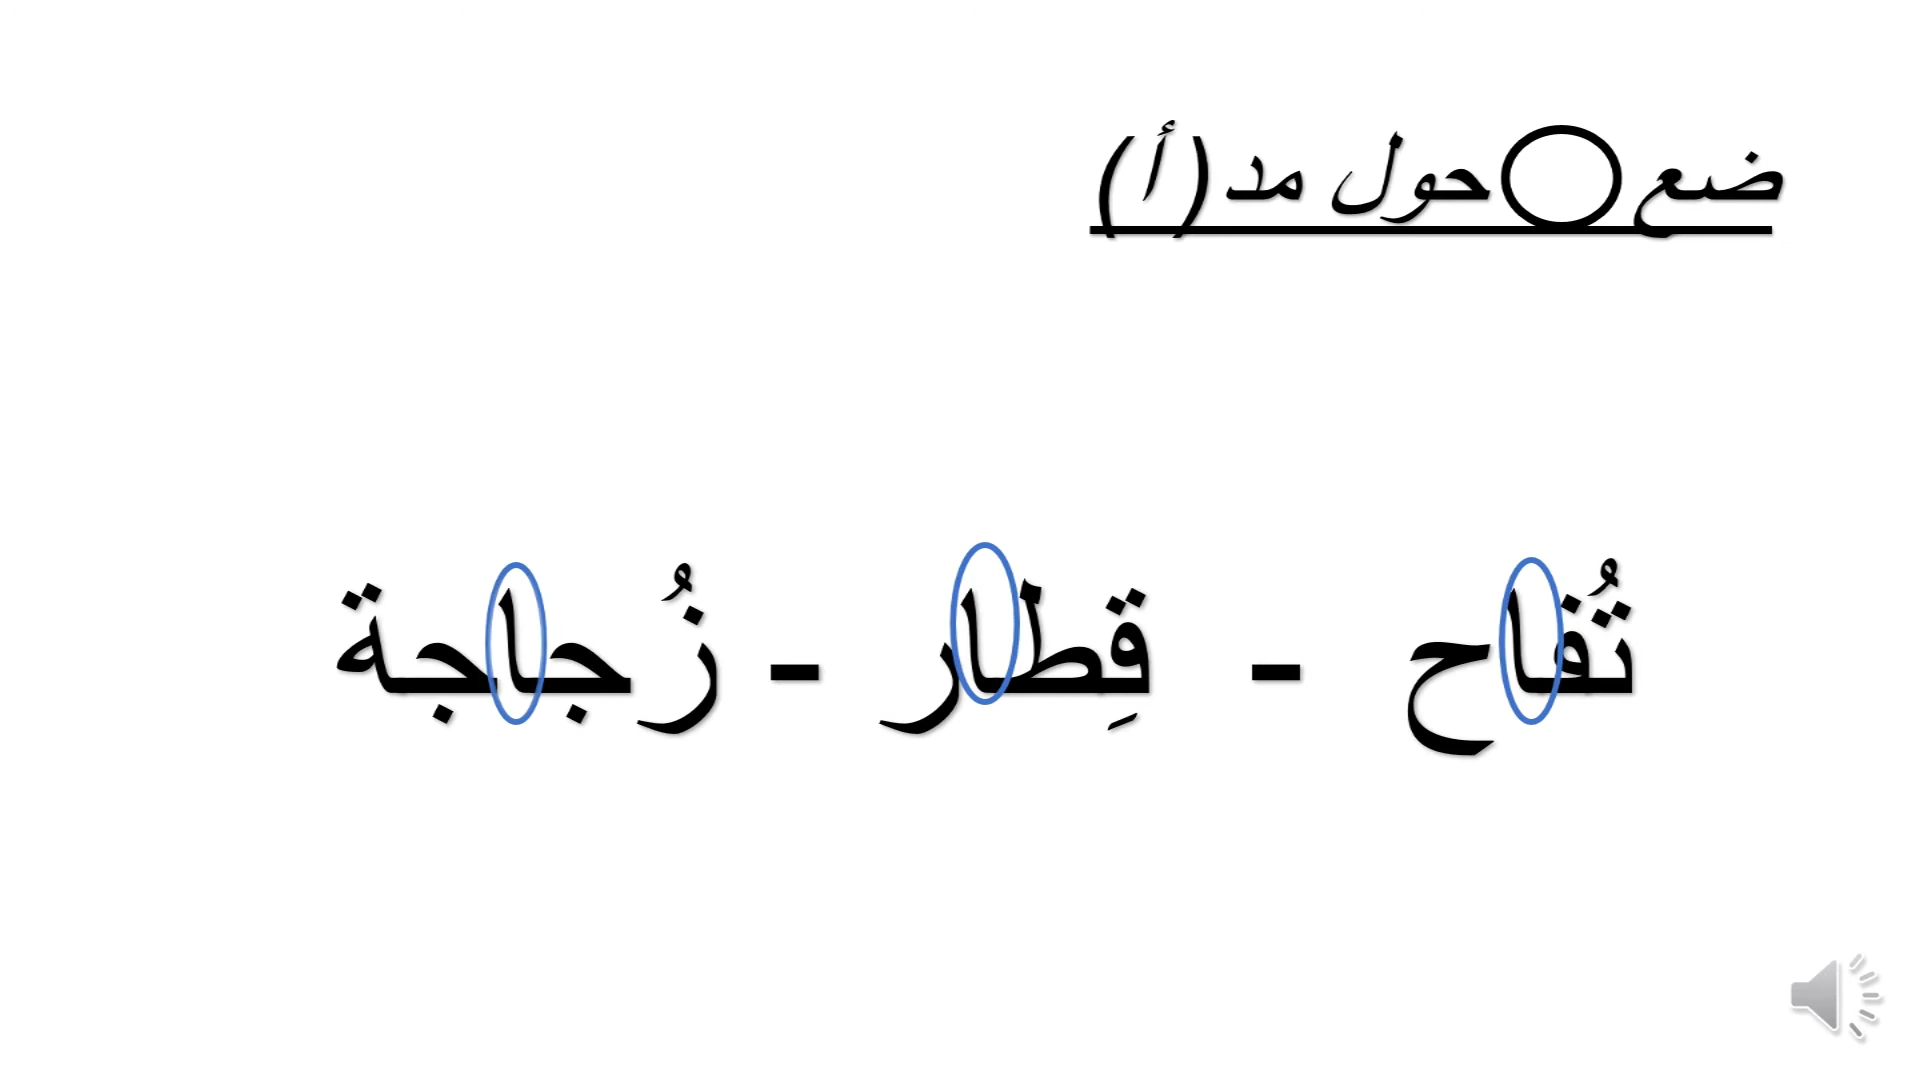 ضع حول مد (أ)
تُفاح - قِطار - زُجاجة